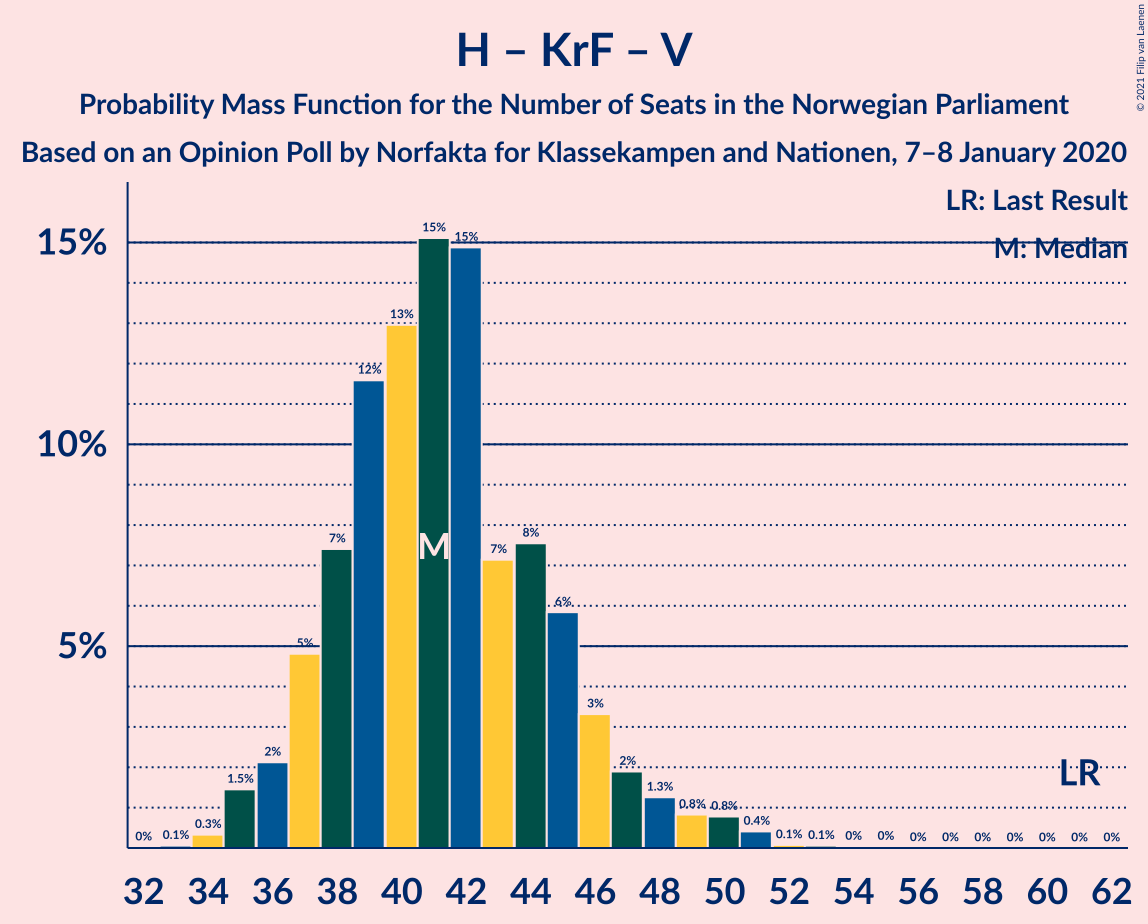 © 2021 Filip van Laenen
H – KrF – V
Probability Mass Function for the Number of Seats in the Norwegian Parliament
Based on an Opinion Poll by Norfakta for Klassekampen and Nationen, 7–8 January 2020
LR: Last Result
M: Median
15%
10%
5%
0% 0.1% 0.3% 1.5% 2% 5% 7% 12% 13% 15% 15% 7% 8% 6% 3% 2% 1.3% 0.8% 0.8% 0.4% 0.1% 0.1% 0% 0% 0% 0% 0% 0% 0% 0% 0%
M
LR
32 34 36 38 40 42 44 46 48 50 52 54 56 58 60 62